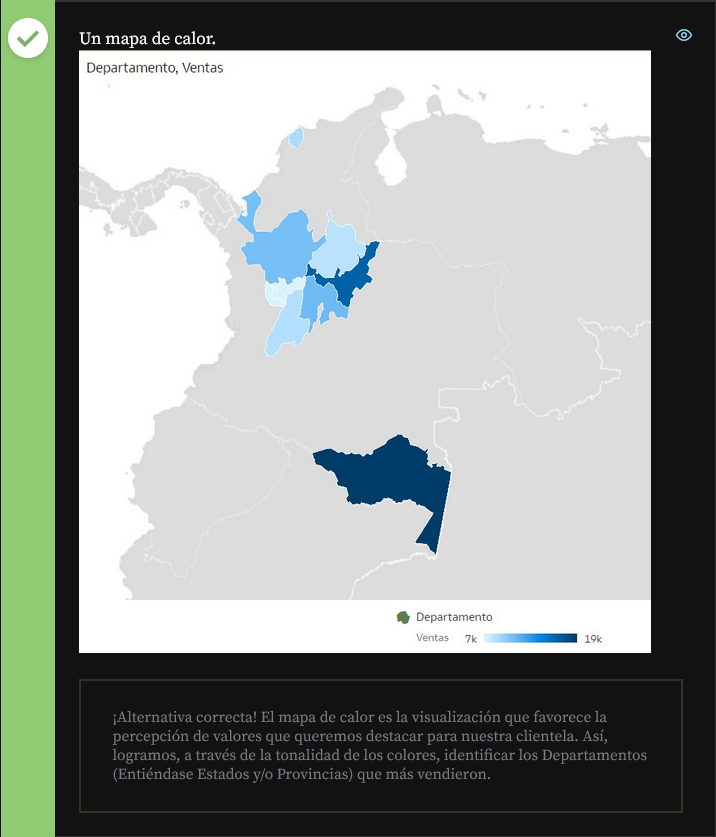 Un mapa de calor.
Departamento, Ventas
Departamento
Ventas 7k 19k
¡Alternativa correcta! El mapa de calor es la visualización que favorece la
percepción de valores que queremos destacar para nuestra clientela. Así,
logramos, a través de la tonalidad de los colores, identificar los Departamentos
(Entiéndase Estados y/o Provincias) que más vendieron.